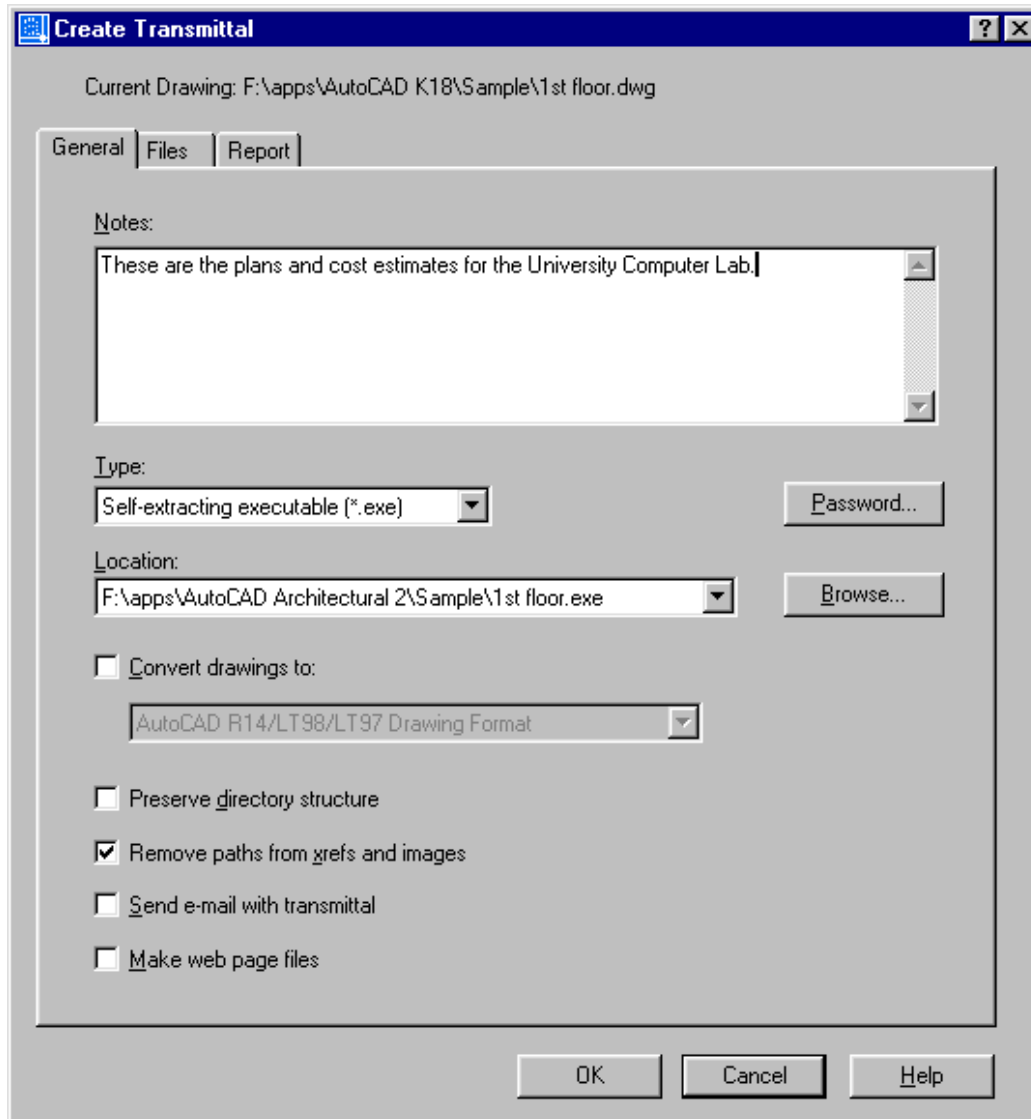 Create Transmittal
Current Drawing: F:\apps\AutoCAD K18\Sample\1st floor.dwg
General Files Report
Notes:
These are the plans and cost estimates for the University Computer Lab.
Type:
Self-extracting executable (*.exe)
Password...
Location:
F:\apps\AutoCAD Architectural 2\Sample\1st floor.exe
Browse...
Convert drawings to:
AutoCAD R14/LT98/LT97 Drawing Format
Preserve directory structure
Remove paths from xrefs and images
Send e-mail with transmittal
Make web page files
OK Cancel Help